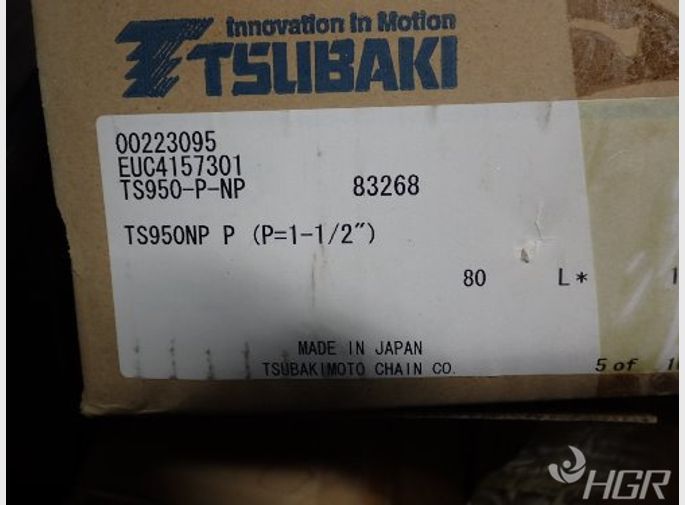 Innovation in Motion
TSUBAKI
00223095
EUC4157301
TS950-P-NP 83268
TS950NP P (P=1-1/2")
80 L*
MADE IN JAPAN
TSUBAKIMOTO CHAIN CO.
5 of
HGR